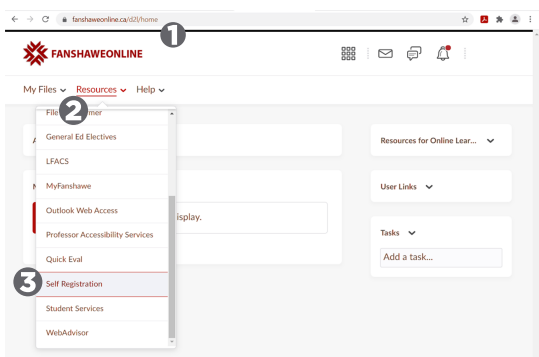 fanshaweonline.ca/d2l/home
1
FANSHAWEONLINE
My Files Resources Help
2
File
General Ed Electives
LFACS
MyFanshawe
Outlook Web Access
Professor Accessibility Services
Quick Eval
3
Self Registration
Student Services
WebAdvisor
isplay.
Resources for Online Lear...
User Links
Tasks
Add a task...